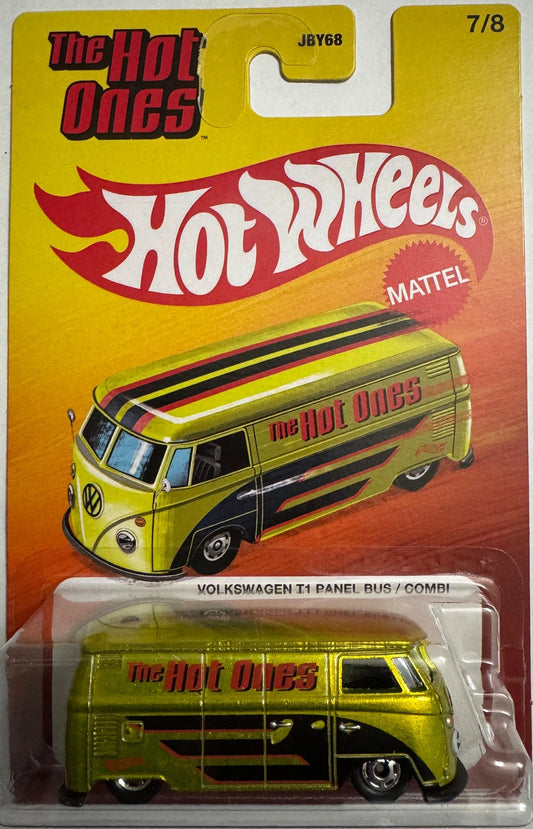 The Hot
Ones
™
JBY68
7/8
Hot Wheels®
MATTEL
The Hot Ones
VOLKSWAGEN T1 PANEL BUS / COMBI
The Hot Ones